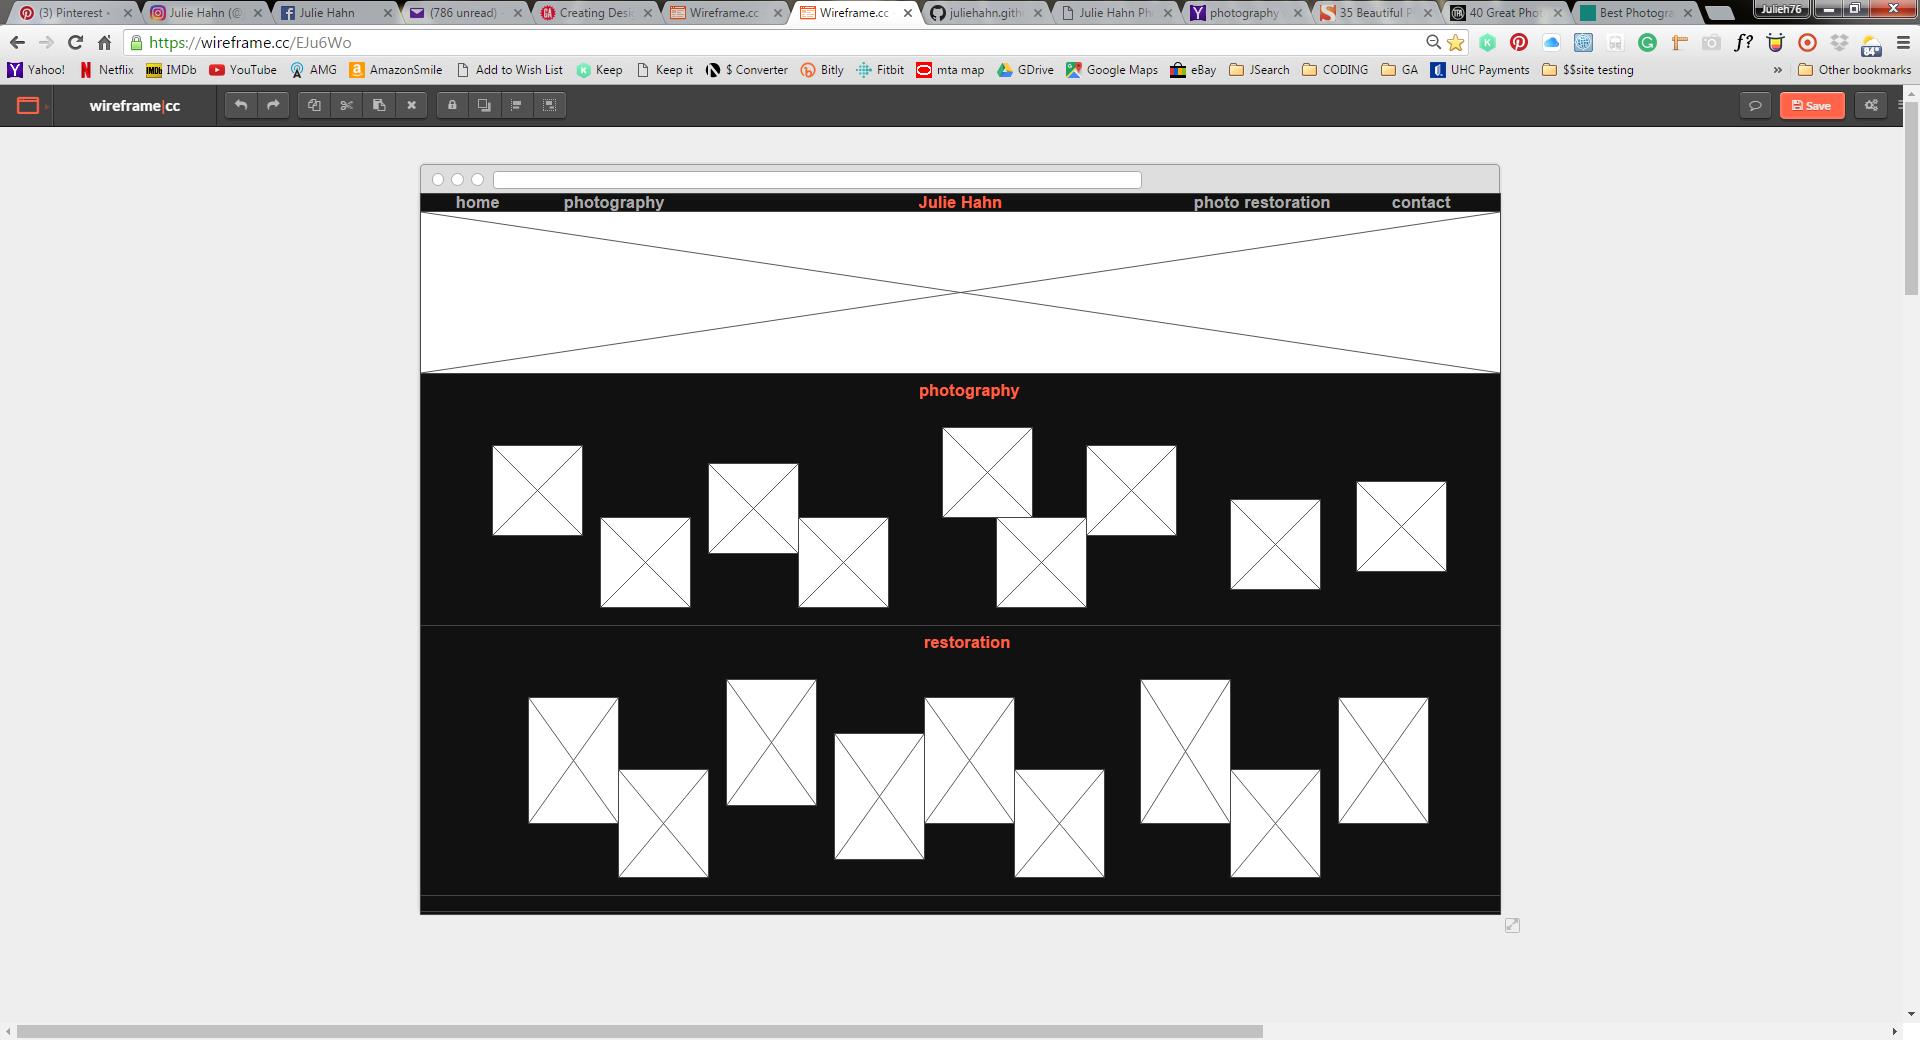 (3) Pinterest
Julie Hahn (@
Julie Hahn
(786 unread)
Creating Desi
Wireframe.cc
Wireframe.cc
juliehahn.gith
Julie Hahn Ph
photography
35 Beautiful P
40 Great Phot
Best Photogra
Julieh76
https://wireframe.cc/EJu6Wo
f?
84°
Yahoo!
Netflix
IMDb
YouTube
AMG
AmazonSmile
Add to Wish List
Keep
Keep it
$ Converter
Bitly
Fitbit
mta map
GDrive
Google Maps
eBay
JSearch
CODING
GA
UHC Payments
$$site testing
»
Other bookmarks
wireframe|cc
Save
home
photography
Julie Hahn
photo restoration
contact
photography
restoration